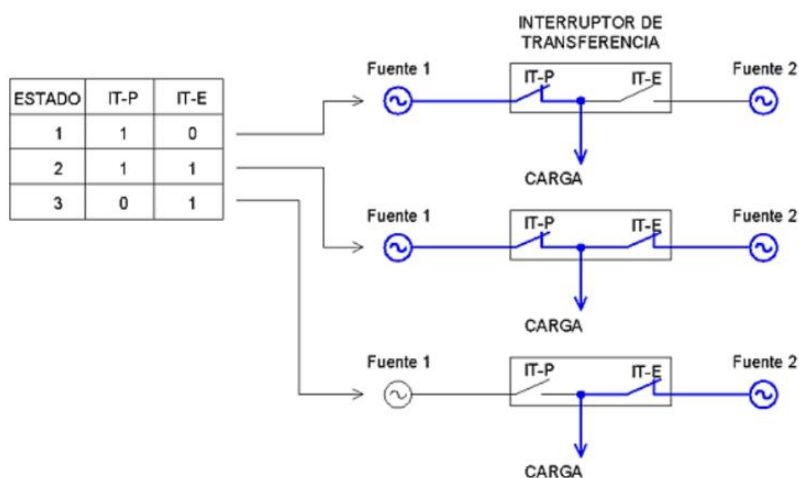 INTERRUPTOR DE
TRANSFERENCIA
ESTADO IT-P IT-E
1 1 0
2 1 1
3 0 1
Fuente 1 IT-P IT-E Fuente 2
CARGA
Fuente 1 IT-P IT-E Fuente 2
CARGA
Fuente 1 IT-P IT-E Fuente 2
CARGA